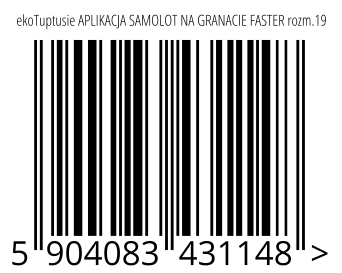 ekoTuptusie APLIKACJA SAMOLOT NA GRANACIE FASTER rozm.19
5 904083 431148 >